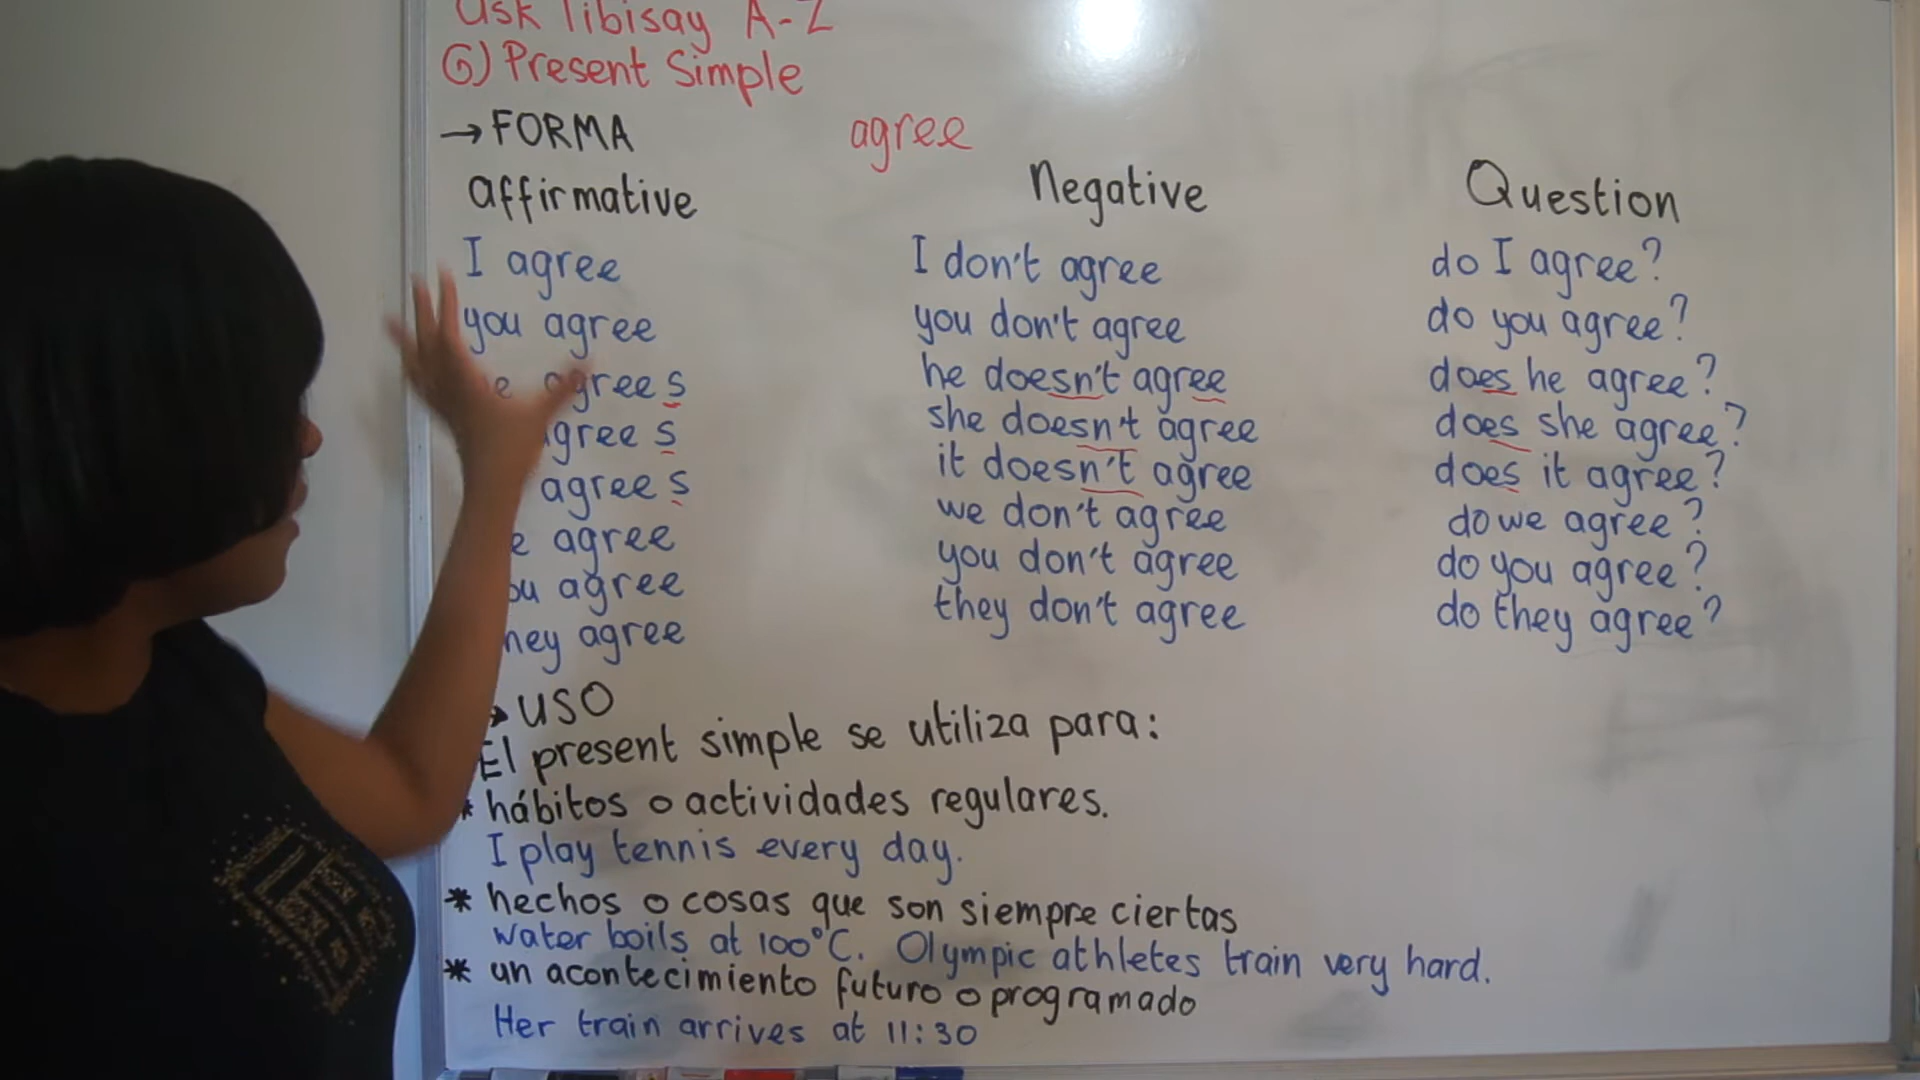 Ask Tibisay A-Z
G) Present Simple
→ FORMA agree
Affirmative Negative Question
I agree I don't agree do I agree?
you agree you don't agree do you agree?
agrees he doesn't agree does he agree?
agrees she doesn't agree does she agree?
agrees it doesn't agree does it agree?
agree we don't agree do we agree?
agree you don't agree do you agree?
agree they don't agree do they agree?
→ USO
El present simple se utiliza para:
* hábitos o actividades regulares.
I play tennis every day.
* hechos o cosas que son siempre ciertas
Water boils at 100°C. Olympic athletes train very hard.
* un acontecimiento futuro o programado
Her train arrives at 11:30